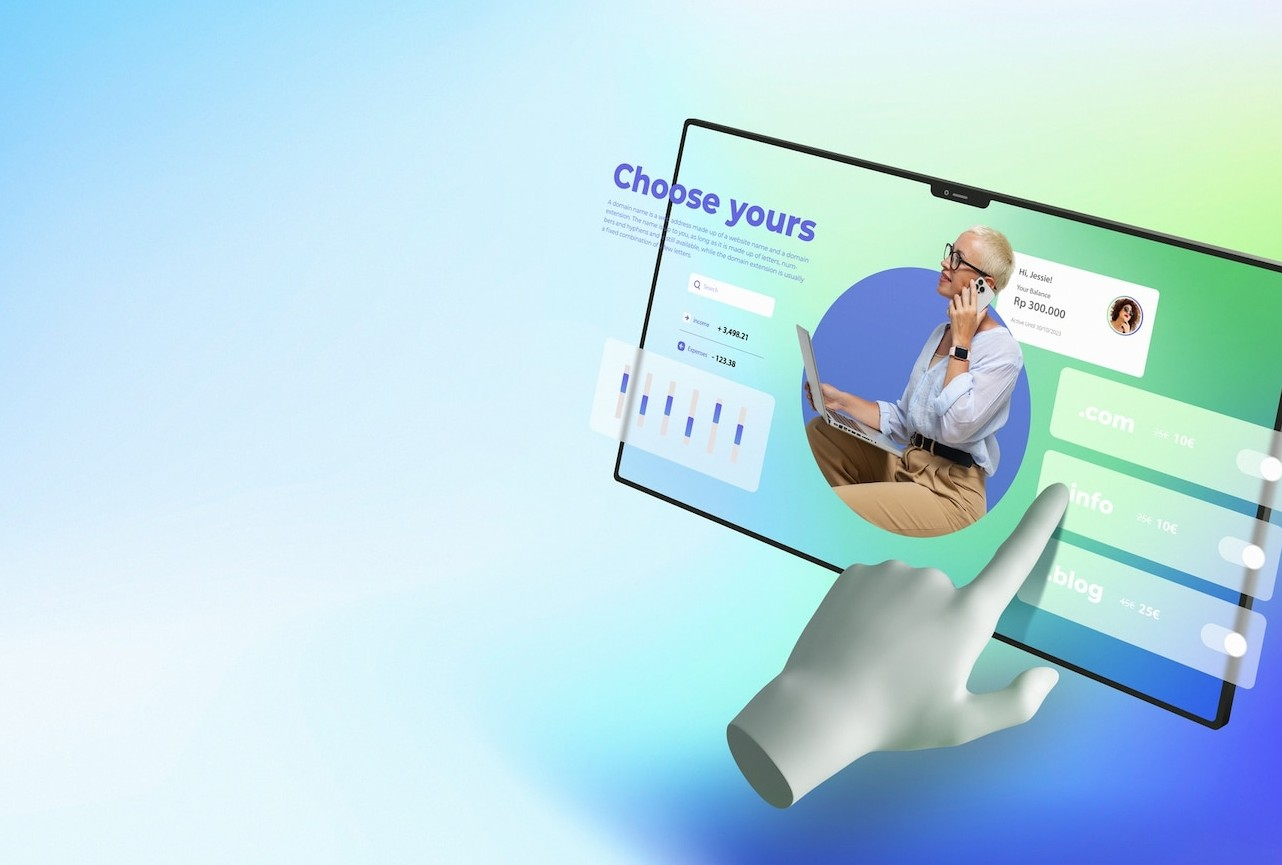 Choose yours
A domain name is a web address made up of a website name and a domain
extension. The name is up to you, as long as it is made up of letters, num-
bers and hyphens and is still available, while the domain extension is usually
a fixed combination of a few letters.
Search
Income + 3,498.21
Expenses - 123.38
Hi, Jessie!
Your Balance
Rp 300.000
Active Until 30/10/2023
.com 10€
.info 10€
.blog 45€ 25€